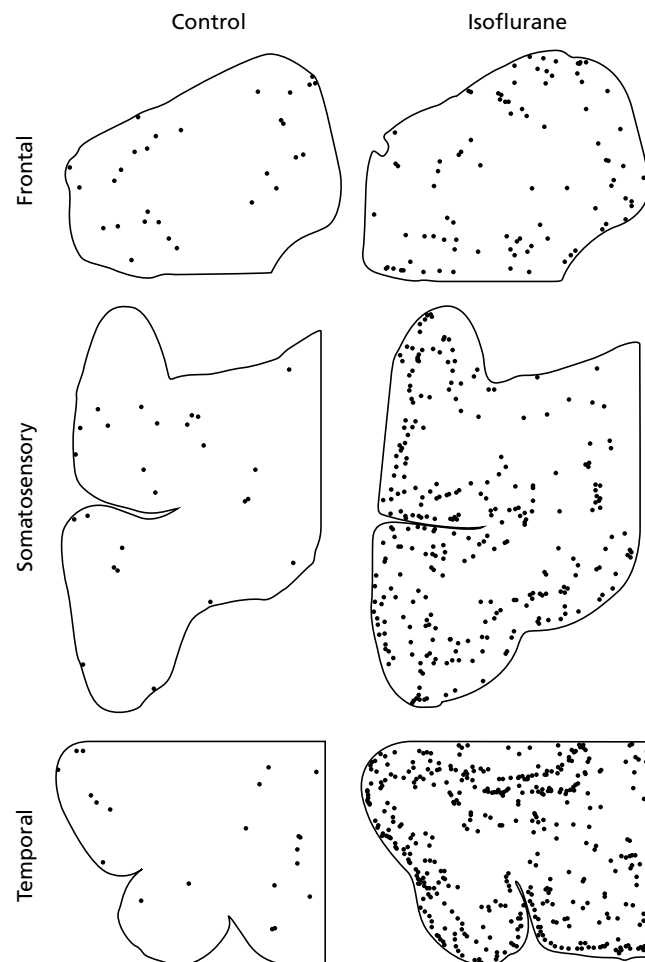 Control
Isoflurane
Frontal
Somatosensory
Temporal